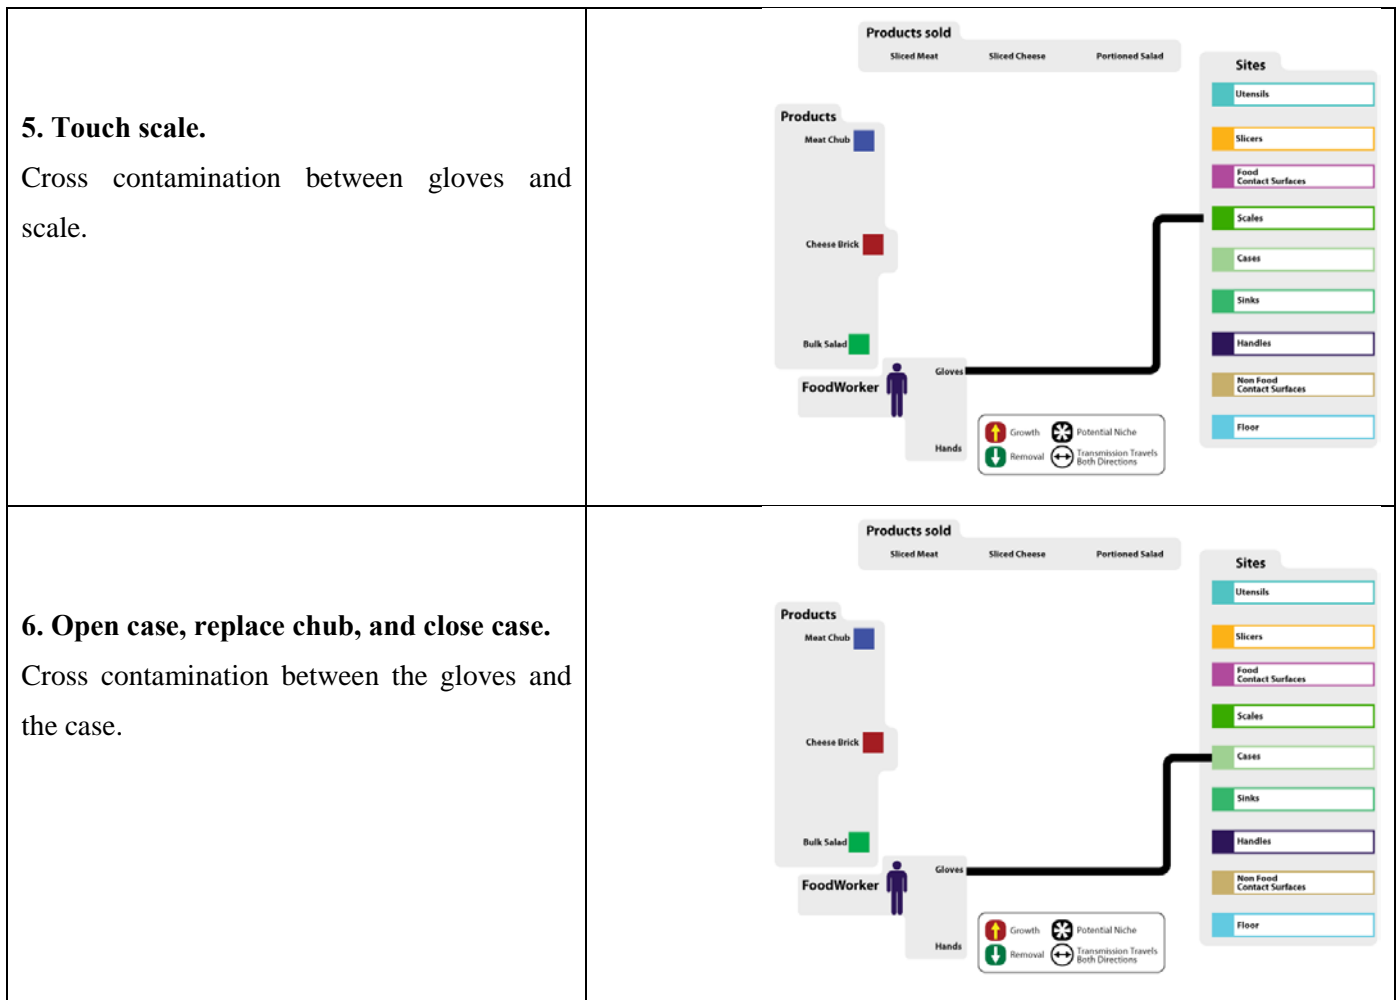 5. Touch scale.
Cross contamination between gloves and
scale.
Products sold
Sliced Meat Sliced Cheese Portioned Salad
Sites
Utensils
Slicers
Food
Contact Surfaces
Scales
Cases
Sinks
Handles
Non Food
Contact Surfaces
Floor
Products
Meat Chub
Cheese Brick
Bulk Salad
FoodWorker
Gloves
Hands
Growth
Potential Niche
Removal
Transmission Travels
Both Directions
6. Open case, replace chub, and close case.
Cross contamination between the gloves and
the case.
Products sold
Sliced Meat Sliced Cheese Portioned Salad
Sites
Utensils
Slicers
Food
Contact Surfaces
Scales
Cases
Sinks
Handles
Non Food
Contact Surfaces
Floor
Products
Meat Chub
Cheese Brick
Bulk Salad
FoodWorker
Gloves
Hands
Growth
Potential Niche
Removal
Transmission Travels
Both Directions